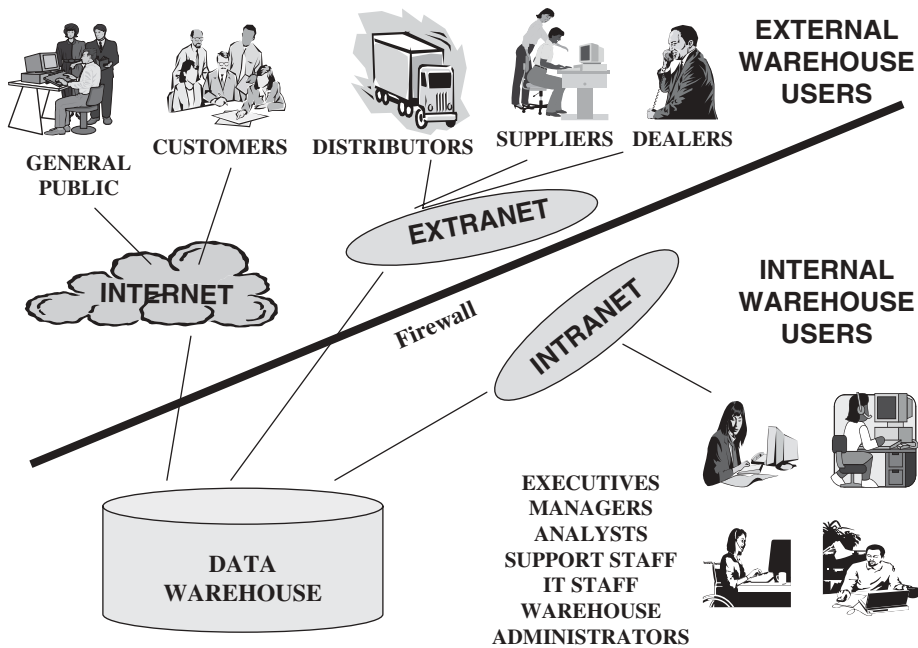 EXTERNAL
WAREHOUSE
USERS
GENERAL
PUBLIC
CUSTOMERS
DISTRIBUTORS
SUPPLIERS
DEALERS
EXTRANET
INTERNET
Firewall
INTRANET
INTERNAL
WAREHOUSE
USERS
DATA
WAREHOUSE
EXECUTIVES
MANAGERS
ANALYSTS
SUPPORT STAFF
IT STAFF
WAREHOUSE
ADMINISTRATORS